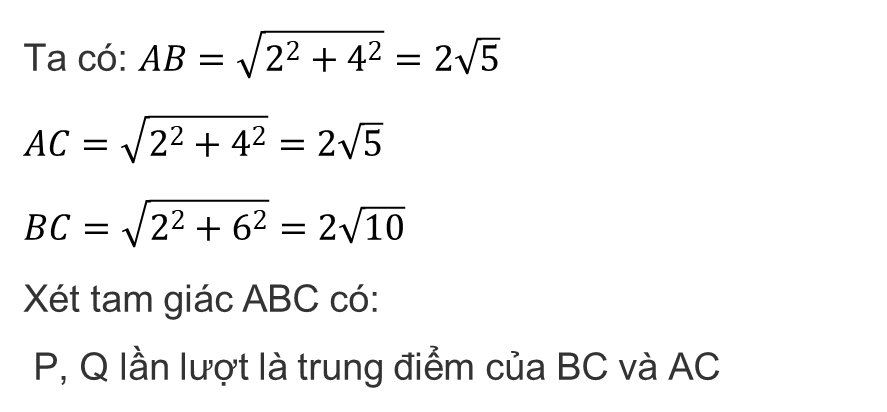 Ta có: AB = √(2² + 4²) = 2√5
AC = √(2² + 4²) = 2√5
BC = √(2² + 6²) = 2√10
Xét tam giác ABC có:
P, Q lần lượt là trung điểm của BC và AC